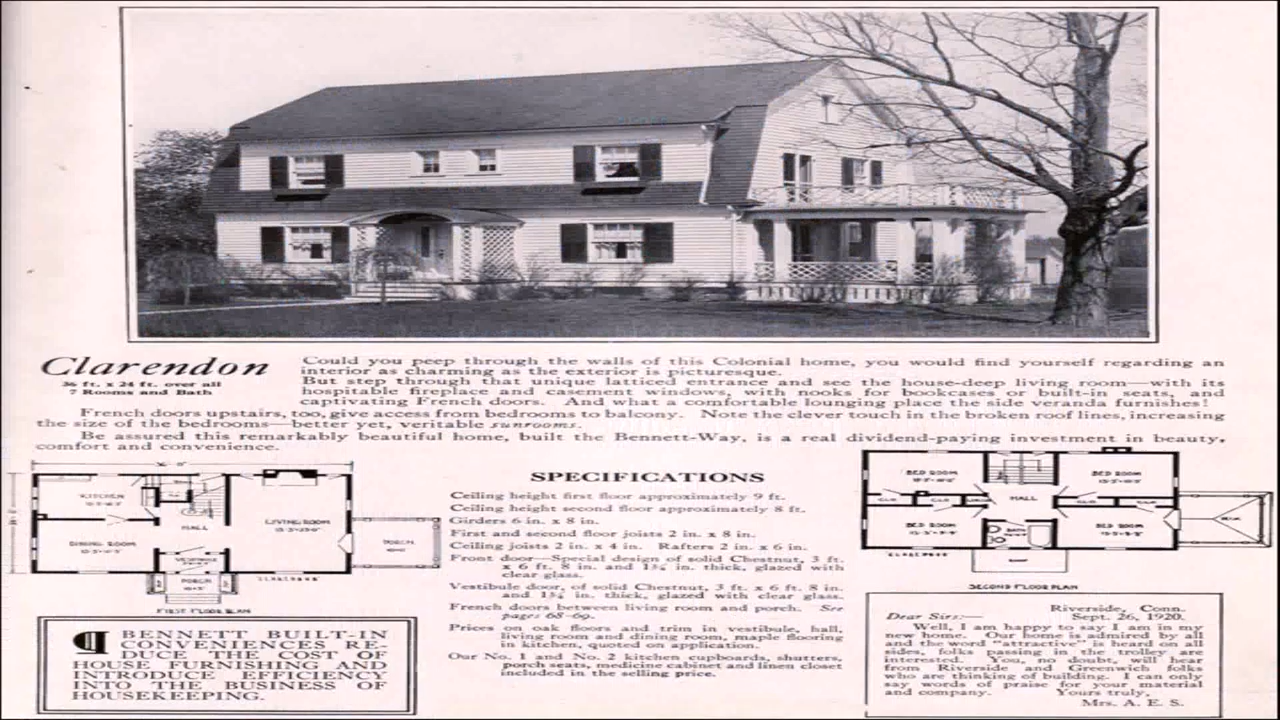 Clarendon
36 ft. x 24 ft. over all
7 Rooms and Bath
Could you peep through the walls of this Colonial home, you would find yourself regarding an
interior as charming as the exterior is picturesque.
But step through that unique latticed entrance and see the house-deep living room—with its
hospitable fireplace and casement windows, with nooks for bookcases or built-in seats, and
captivating French doors. And what a comfortable lounging place the side veranda furnishes!
French doors upstairs, too, give access from bedrooms to balcony. Note the clever touch in the broken roof lines, increasing
the size of the bedrooms—better yet, veritable sunrooms.
Be assured this remarkably beautiful home, built the Bennett-Way, is a real dividend-paying investment in beauty,
comfort and convenience.
KITCHEN
HALL
LIVING ROOM
DINING ROOM
PORCH
VESTIBULE
PORCH
CLARENDON
FIRST FLOOR PLAN
SPECIFICATIONS
Ceiling height first floor approximately 9 ft.
Ceiling height second floor approximately 8 ft.
Girders 6 in. x 8 in.
First and second floor joists 2 in. x 8 in.
Ceiling joists 2 in. x 4 in. Rafters 2 in. x 6 in.
Front door—Special design of solid Chestnut, 3 ft.
x 6 ft. 8 in. and 1¾ in. thick, glazed with
clear glass.
Vestibule door, of solid Chestnut, 3 ft. x 6 ft. 8 in.
and 1¾ in. thick, glazed with clear glass.
French doors between living room and porch. See
pages 68-69.
Prices on oak floors and trim in vestibule, hall,
living room and dining room, maple flooring
in kitchen, quoted on application.
Our No. 1 and No. 2 kitchen cupboards, shutters,
porch seats, medicine cabinet and linen closet
included in the selling price.
BED ROOM
BED ROOM
HALL
CLO.
CLO.
BED ROOM
BATH
BED ROOM
CLARENDON
SECOND FLOOR PLAN
BENNETT BUILT-IN
CONVENIENCES RE-
DUCE THE COST OF
HOUSE FURNISHING AND
INTRODUCE EFFICIENCY
INTO THE BUSINESS OF
HOUSEKEEPING.
Riverside, Conn.
Dear Sirs:— Sept. 26, 1920.
Well, I am happy to say I am in my
new home. Our home is admired by all
and the word "attractive" is heard on all
sides, folks passing in the trolley are
interested. You, no doubt, will hear
from Riverside and Greenwich folks
who are thinking of building. I can only
say words of praise for your material
and company. Yours truly,
Mrs. A. E. S.